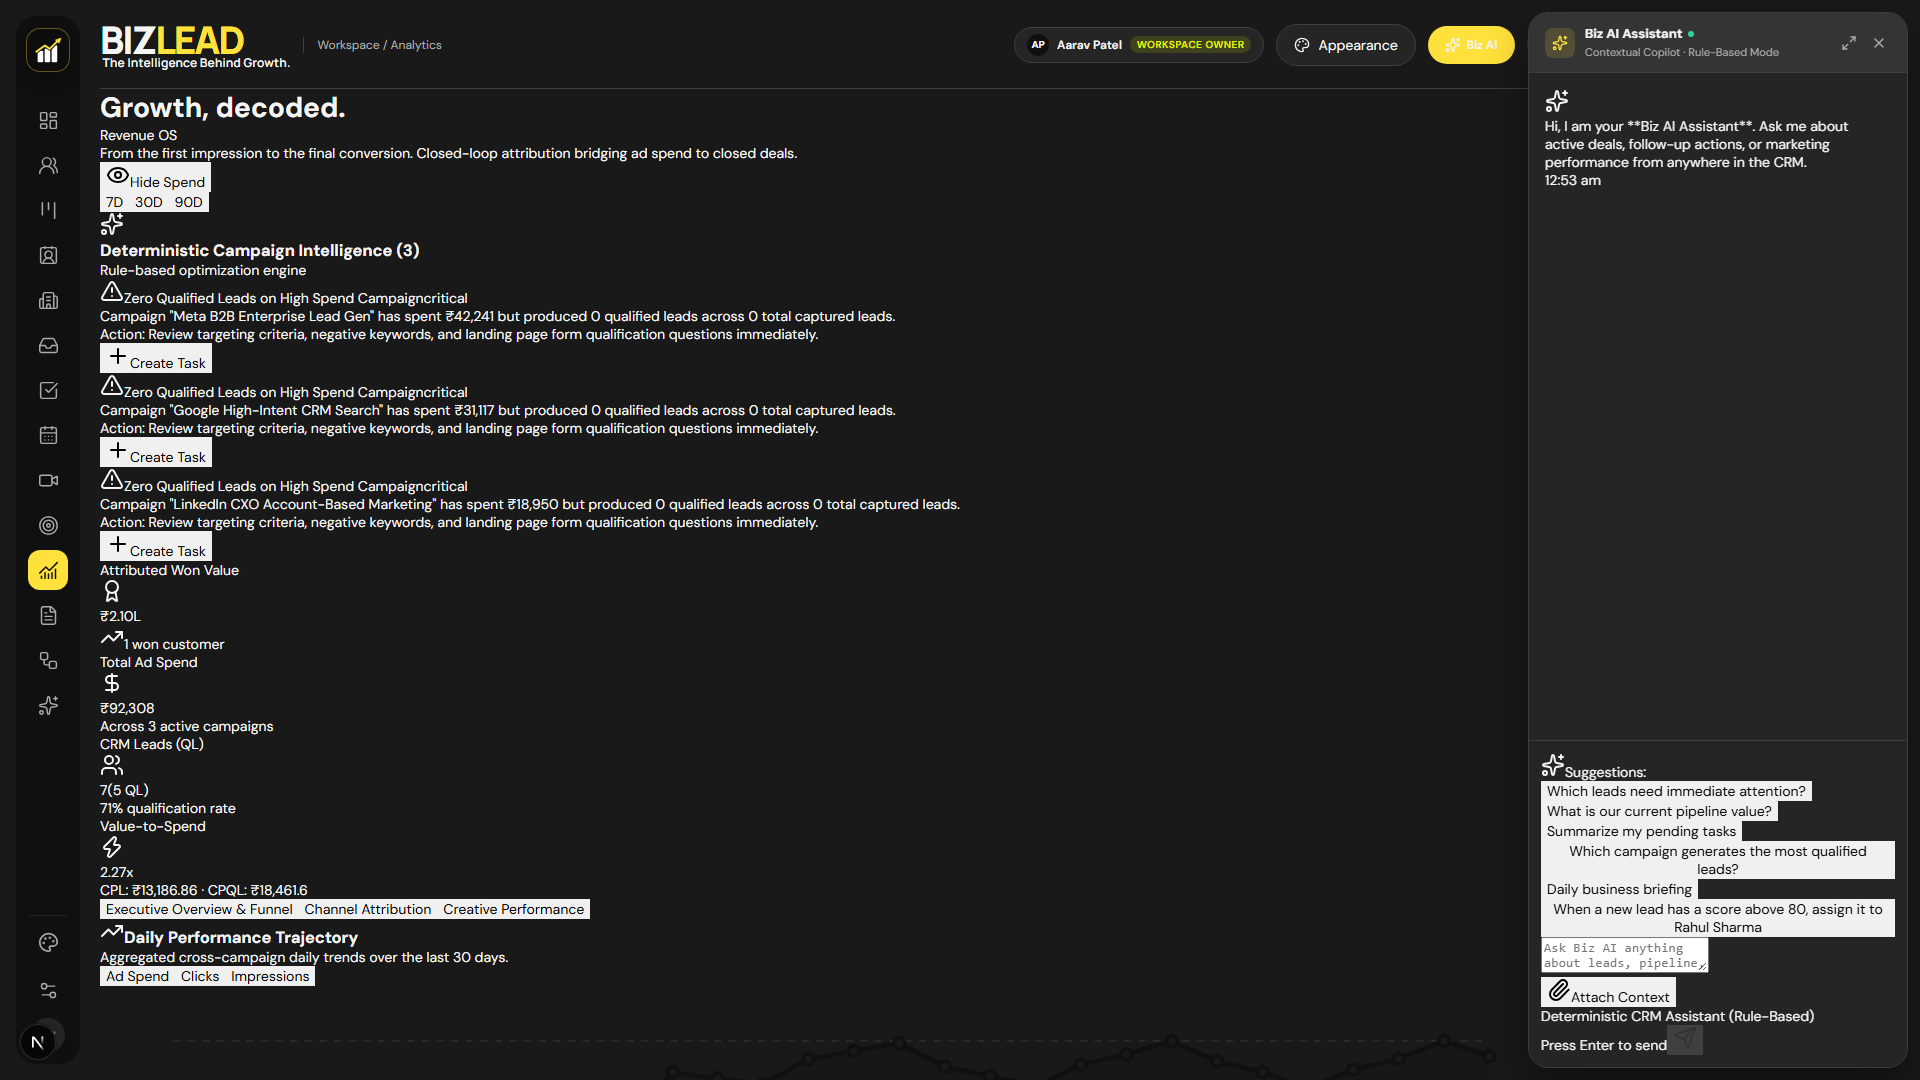 BIZLEAD
The Intelligence Behind Growth.
Workspace / Analytics
AP Aarav Patel WORKSPACE OWNER
Appearance
Biz AI
Growth, decoded.
Revenue OS
From the first impression to the final conversion. Closed-loop attribution bridging ad spend to closed deals.
Hide Spend
7D 30D 90D
Deterministic Campaign Intelligence (3)
Rule-based optimization engine
Zero Qualified Leads on High Spend Campaigncritical
Campaign "Meta B2B Enterprise Lead Gen" has spent ₹42,241 but produced 0 qualified leads across 0 total captured leads.
Action: Review targeting criteria, negative keywords, and landing page form qualification questions immediately.
Create Task
Zero Qualified Leads on High Spend Campaigncritical
Campaign "Google High-Intent CRM Search" has spent ₹31,117 but produced 0 qualified leads across 0 total captured leads.
Action: Review targeting criteria, negative keywords, and landing page form qualification questions immediately.
Create Task
Zero Qualified Leads on High Spend Campaigncritical
Campaign "LinkedIn CXO Account-Based Marketing" has spent ₹18,950 but produced 0 qualified leads across 0 total captured leads.
Action: Review targeting criteria, negative keywords, and landing page form qualification questions immediately.
Create Task
Attributed Won Value
₹2.10L
1 won customer
Total Ad Spend
₹92,308
Across 3 active campaigns
CRM Leads (QL)
7(5 QL)
71% qualification rate
Value-to-Spend
2.27x
CPL: ₹13,186.86 · CPQL: ₹18,461.6
Executive Overview & Funnel Channel Attribution Creative Performance
Daily Performance Trajectory
Aggregated cross-campaign daily trends over the last 30 days.
Ad Spend Clicks Impressions
N
Biz AI Assistant
Contextual Copilot · Rule-Based Mode
Hi, I am your **Biz AI Assistant**. Ask me about
active deals, follow-up actions, or marketing
performance from anywhere in the CRM.
12:53 am
Suggestions:
Which leads need immediate attention?
What is our current pipeline value?
Summarize my pending tasks
Which campaign generates the most qualified
leads?
Daily business briefing
When a new lead has a score above 80, assign it to
Rahul Sharma
Ask Biz AI anything
about leads, pipeline,
Attach Context
Deterministic CRM Assistant (Rule-Based)
Press Enter to send